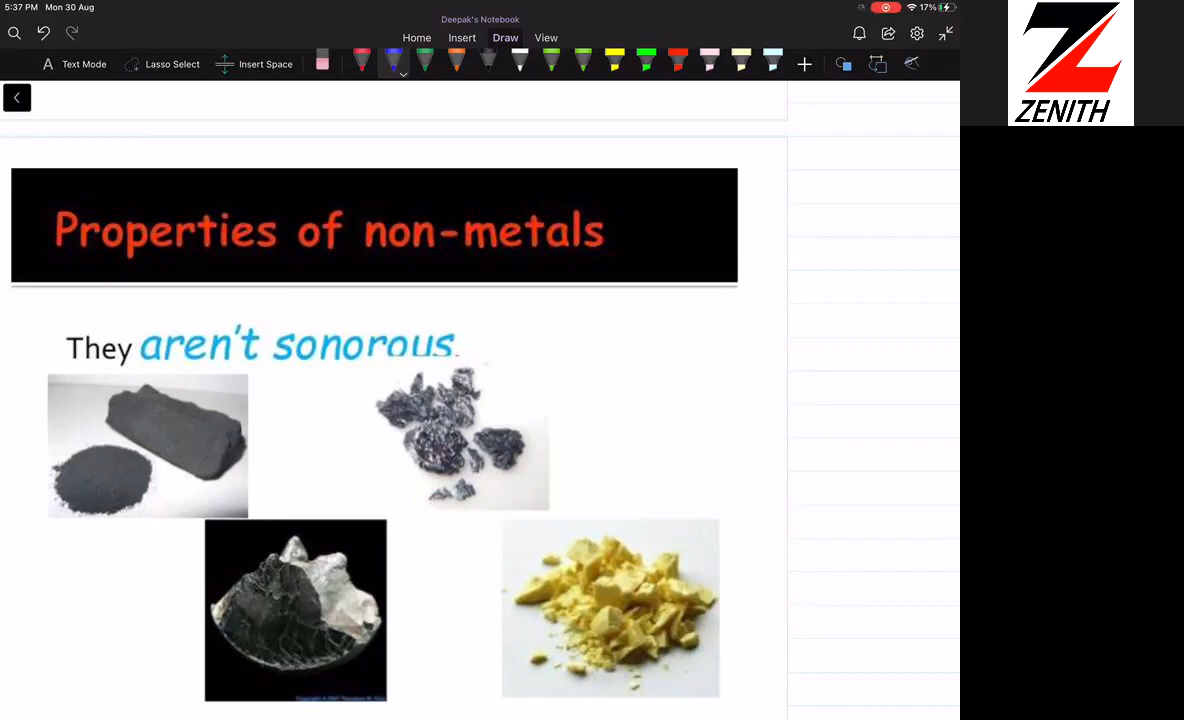 5:37 PM Mon 30 Aug
17%
Deepak's Notebook
Home Insert Draw View
A Text Mode Lasso Select Insert Space
ZENITH
Properties of non-metals
They aren't sonorous.